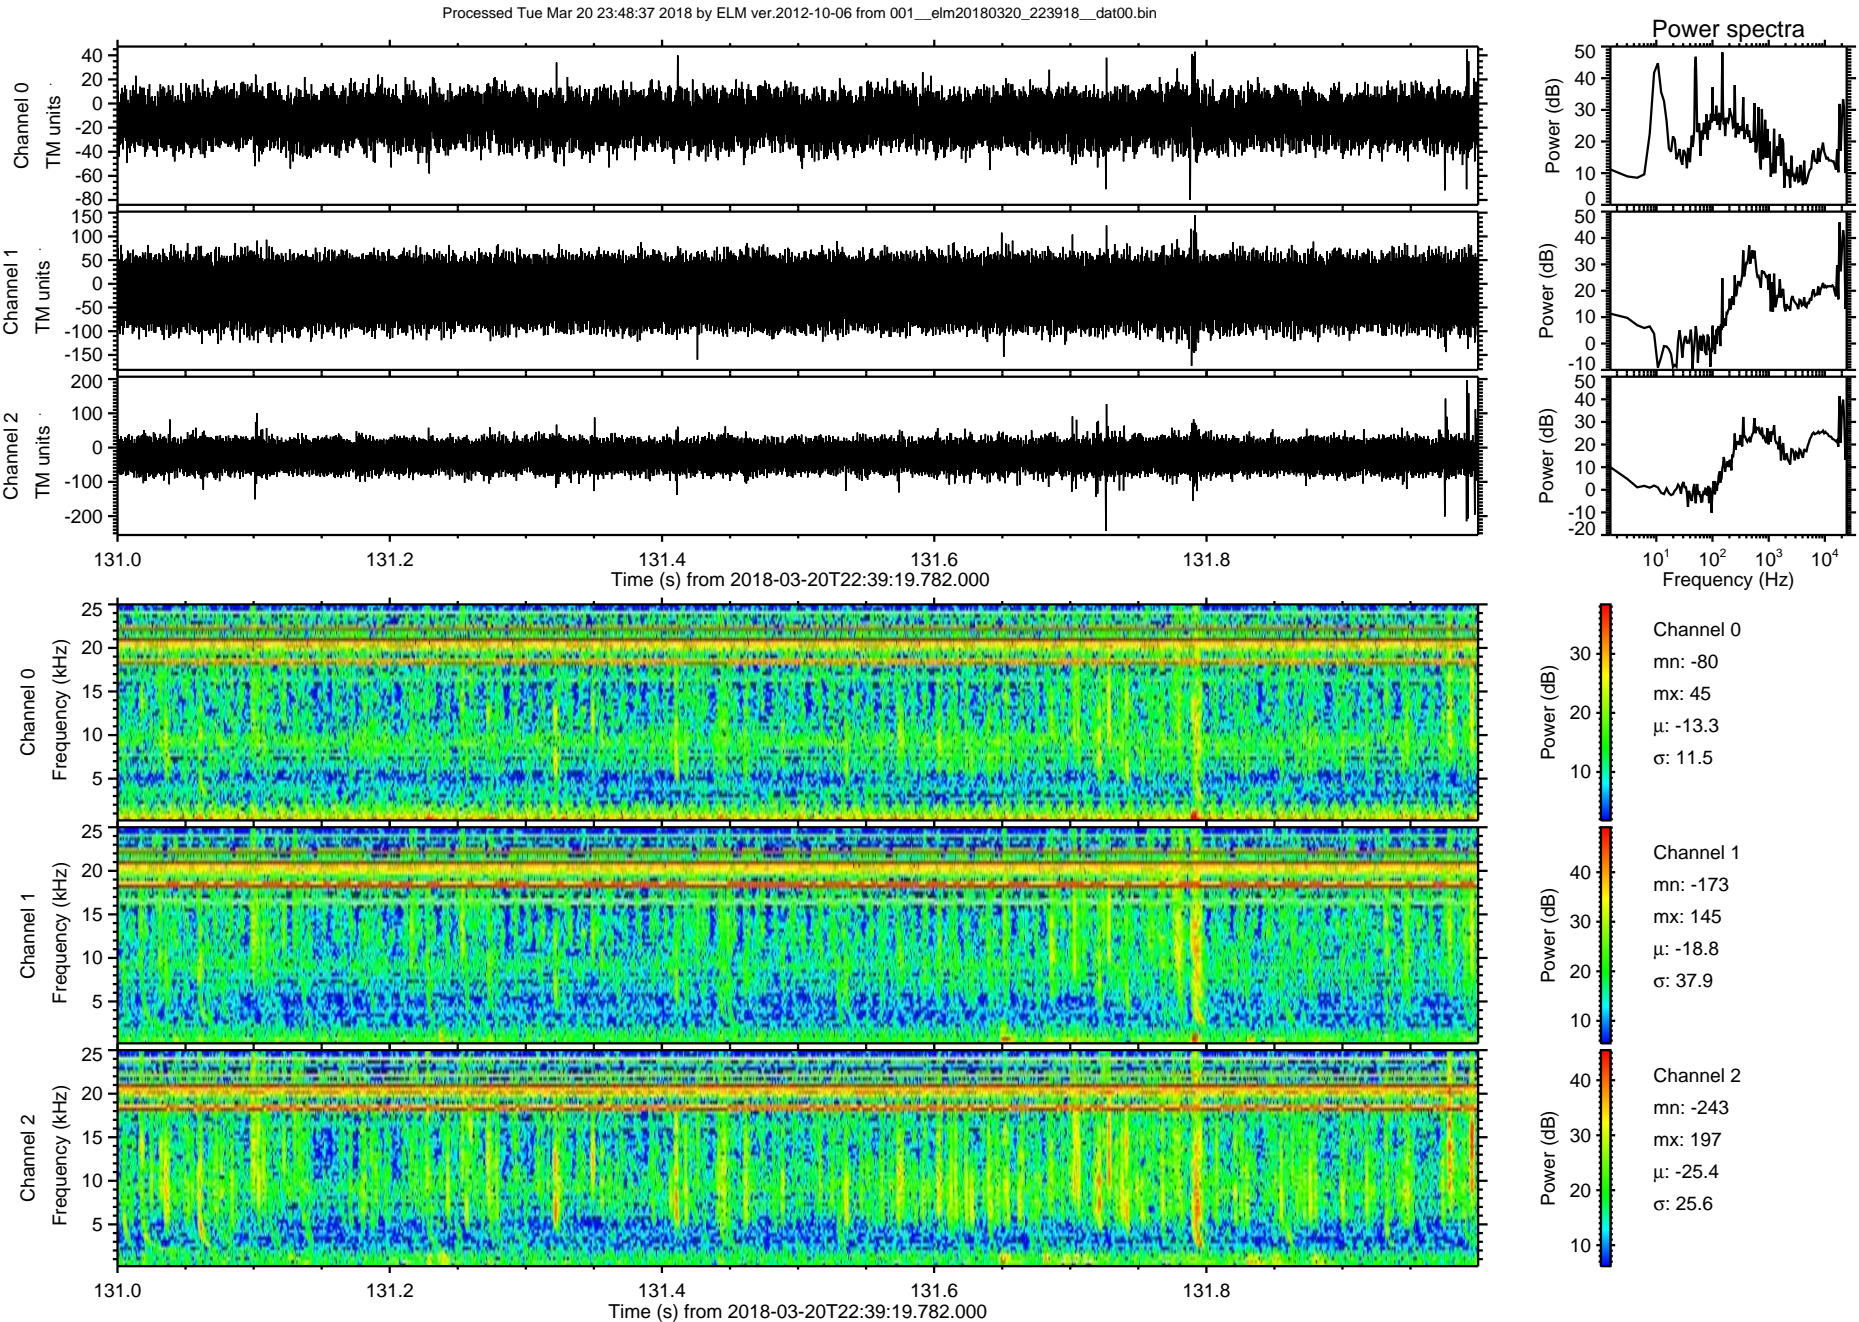 Processed Tue Mar 20 23:48:37 2018 by ELM ver.2012-10-06 from 001__elm20180320_223918__dat00.bin
Power spectra
Channel 0
TM units
40
20
0
-20
-40
-60
-80
Power (dB)
50
40
30
20
10
0
Channel 1
TM units
150
100
50
0
-50
-100
-150
Power (dB)
50
40
30
20
10
0
-10
Channel 2
TM units
200
100
0
-100
-200
Power (dB)
50
40
30
20
10
0
-10
-20
131.0 131.2 131.4 131.6 131.8
Time (s) from 2018-03-20T22:39:19.782.000
10¹ 10² 10³ 10⁴
Frequency (Hz)
Channel 0
Frequency (kHz)
25
20
15
10
5
Power (dB)
30
20
10
Channel 0
mn: -80
mx: 45
μ: -13.3
σ: 11.5
Channel 1
Frequency (kHz)
25
20
15
10
5
Power (dB)
40
30
20
10
Channel 1
mn: -173
mx: 145
μ: -18.8
σ: 37.9
Channel 2
Frequency (kHz)
25
20
15
10
5
Power (dB)
40
30
20
10
Channel 2
mn: -243
mx: 197
μ: -25.4
σ: 25.6
131.0 131.2 131.4 131.6 131.8
Time (s) from 2018-03-20T22:39:19.782.000